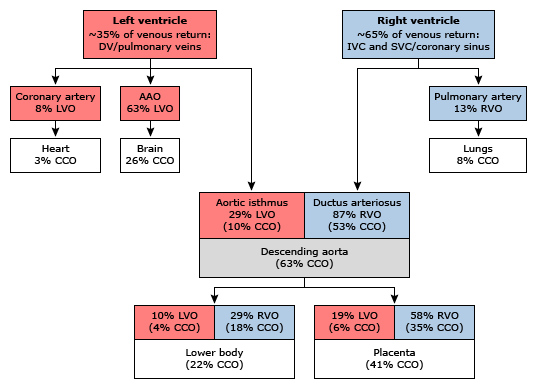 Left ventricle
~35% of venous return:
DV/pulmonary veins
Right ventricle
~65% of venous return:
IVC and SVC/coronary sinus
Coronary artery
8% LVO
AAO
63% LVO
Pulmonary artery
13% RVO
Heart
3% CCO
Brain
26% CCO
Lungs
8% CCO
Aortic isthmus
29% LVO
(10% CCO)
Ductus arteriosus
87% RVO
(53% CCO)
Descending aorta
(63% CCO)
10% LVO
(4% CCO)
29% RVO
(18% CCO)
Lower body
(22% CCO)
19% LVO
(6% CCO)
58% RVO
(35% CCO)
Placenta
(41% CCO)